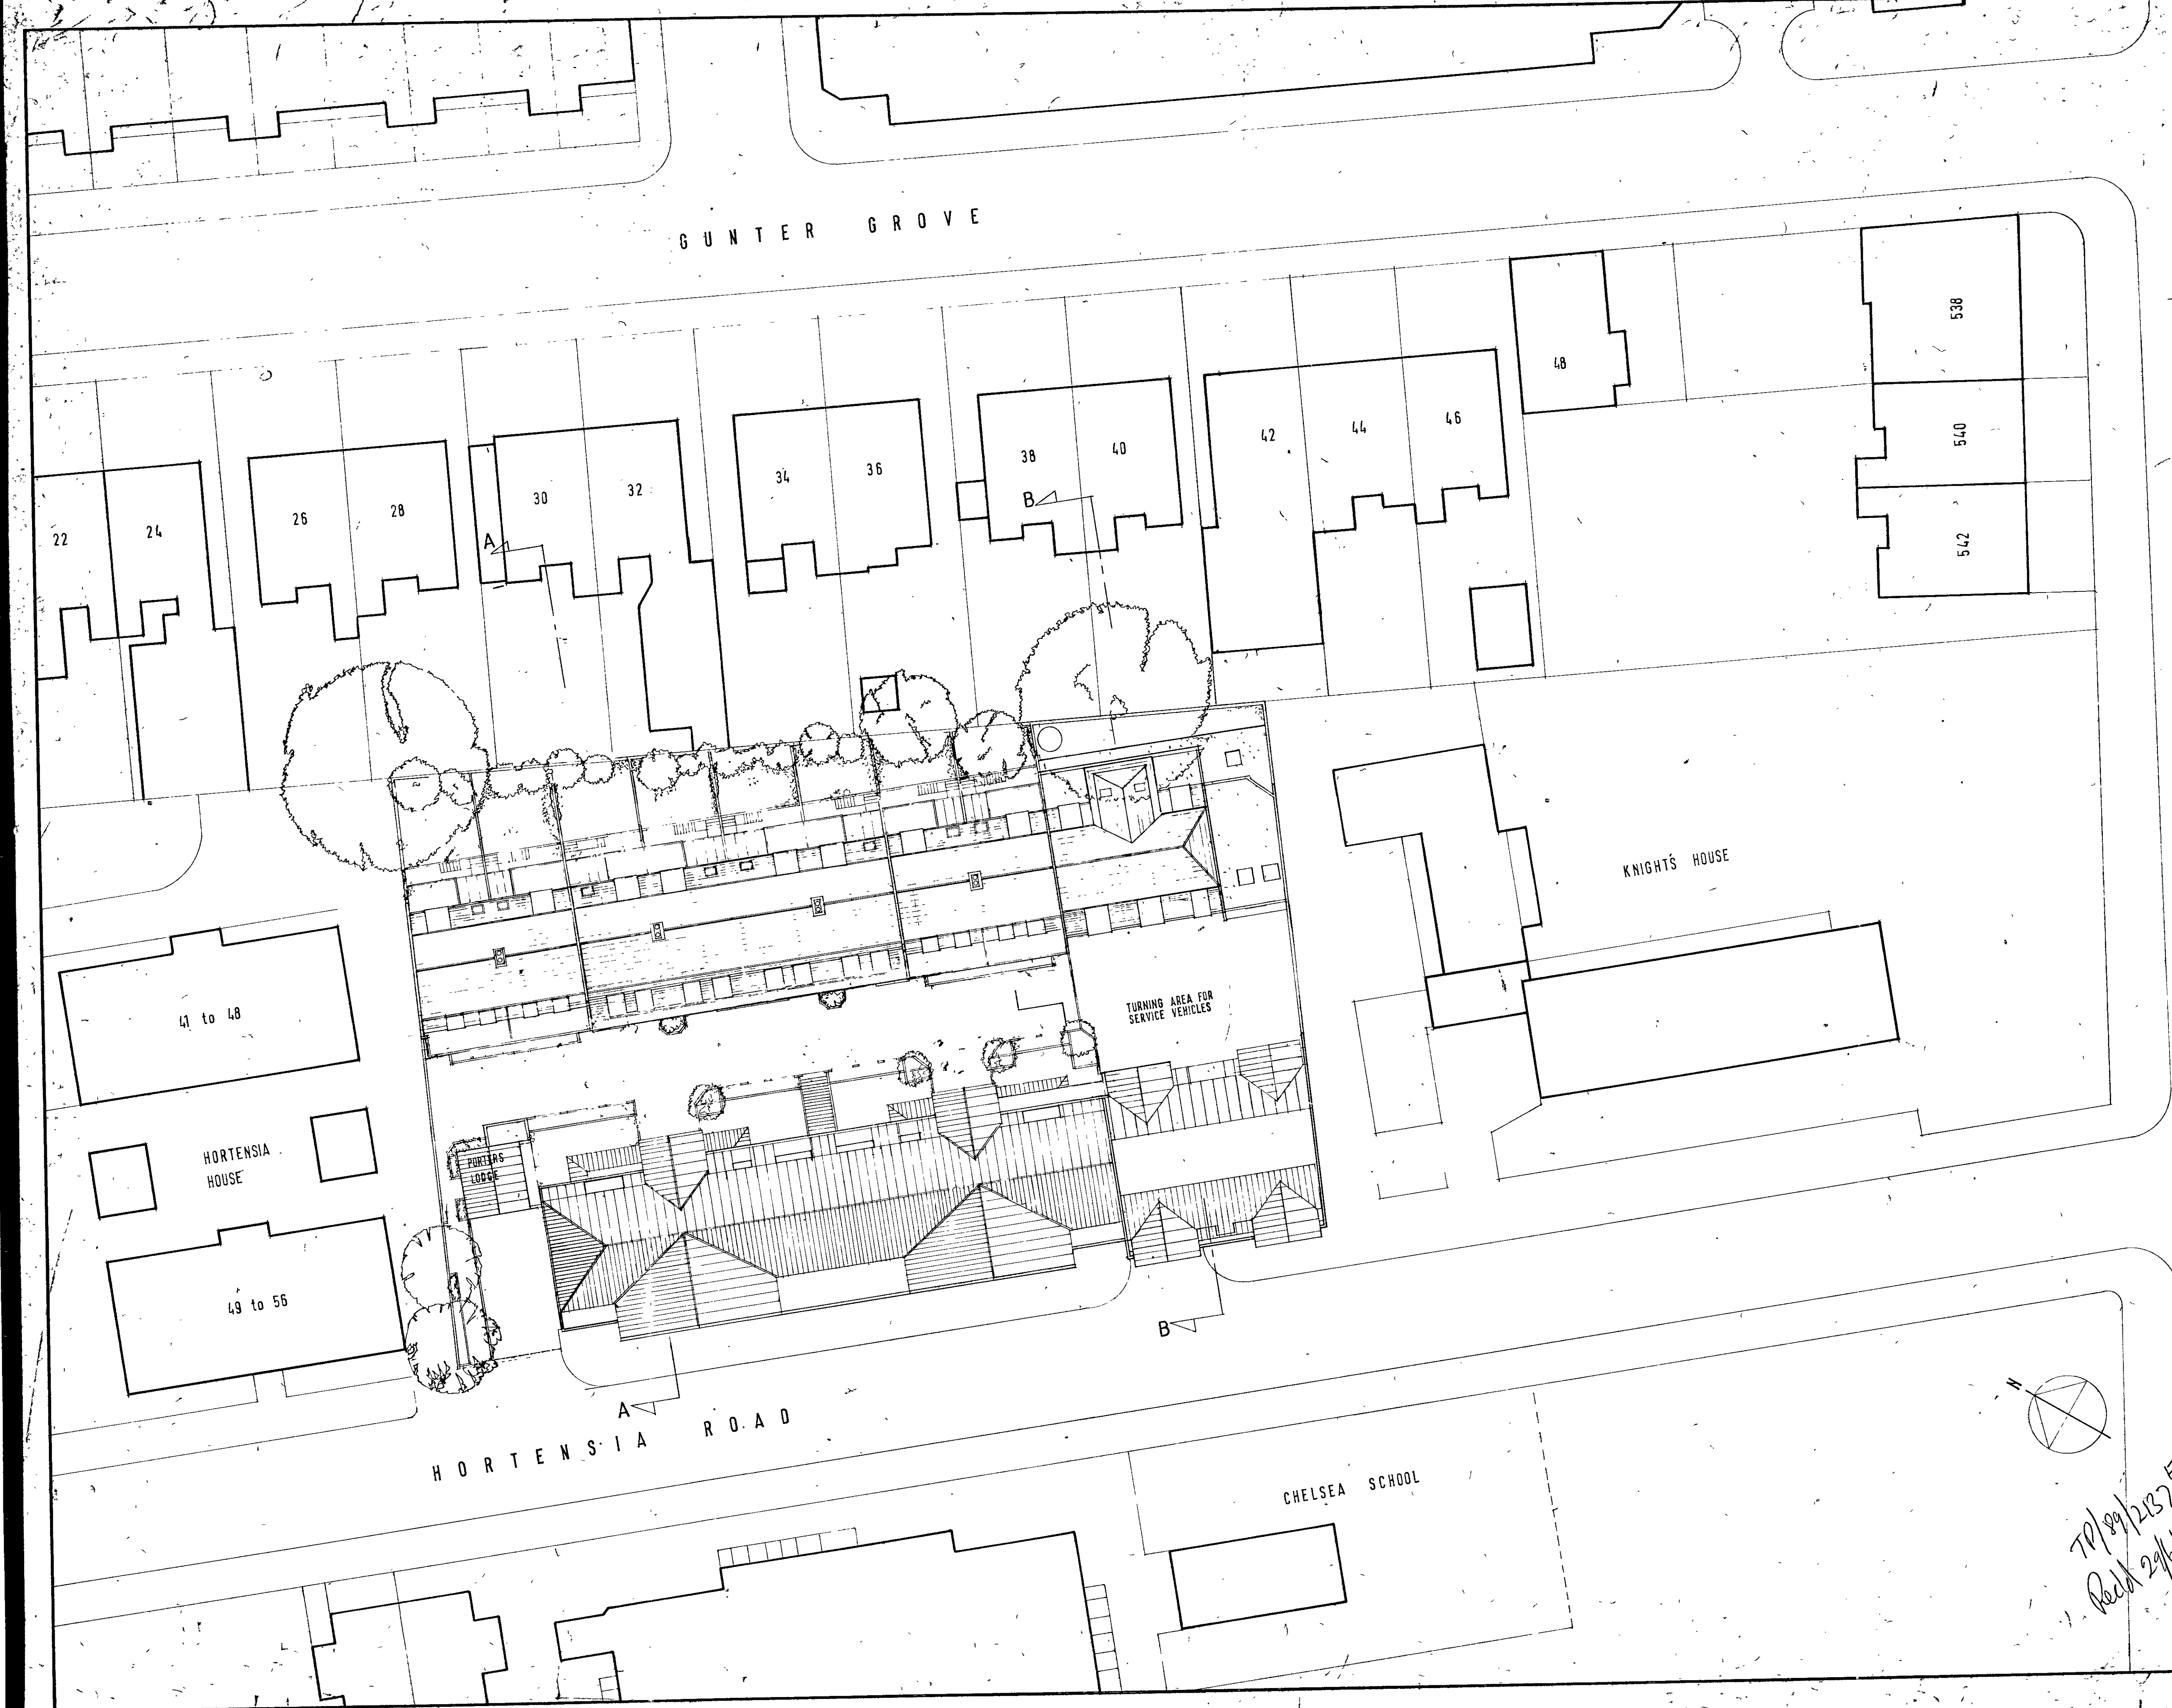 GUNTER GROVE
538
48
46
44
42
540
40
38
36
34
32
30
28
26
24
22
B
A
542
KNIGHTS HOUSE
TURNING AREA FOR
SERVICE VEHICLES
41 to 48
HORTENSIA
HOUSE
PORTERS
LODGE
49 to 56
B
A
HORTENSIA ROAD
N
CHELSEA SCHOOL
TP/89/2137
Recd 29/